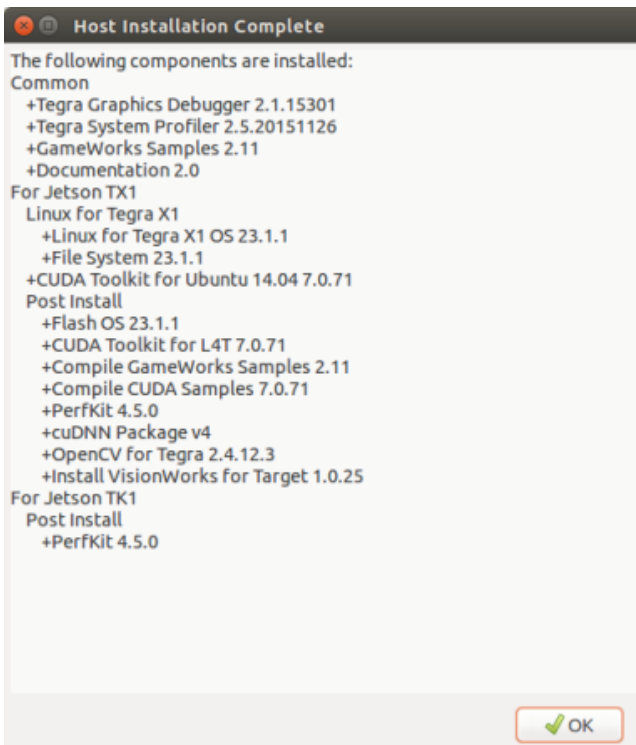 Host Installation Complete
The following components are installed:
Common
+Tegra Graphics Debugger 2.1.15301
+Tegra System Profiler 2.5.20151126
+GameWorks Samples 2.11
+Documentation 2.0
For Jetson TX1
Linux for Tegra X1
+Linux for Tegra X1 OS 23.1.1
+File System 23.1.1
+CUDA Toolkit for Ubuntu 14.04 7.0.71
Post Install
+Flash OS 23.1.1
+CUDA Toolkit for L4T 7.0.71
+Compile GameWorks Samples 2.11
+Compile CUDA Samples 7.0.71
+PerfKit 4.5.0
+cuDNN Package v4
+OpenCV for Tegra 2.4.12.3
+Install VisionWorks for Target 1.0.25
For Jetson TK1
Post Install
+PerfKit 4.5.0
OK